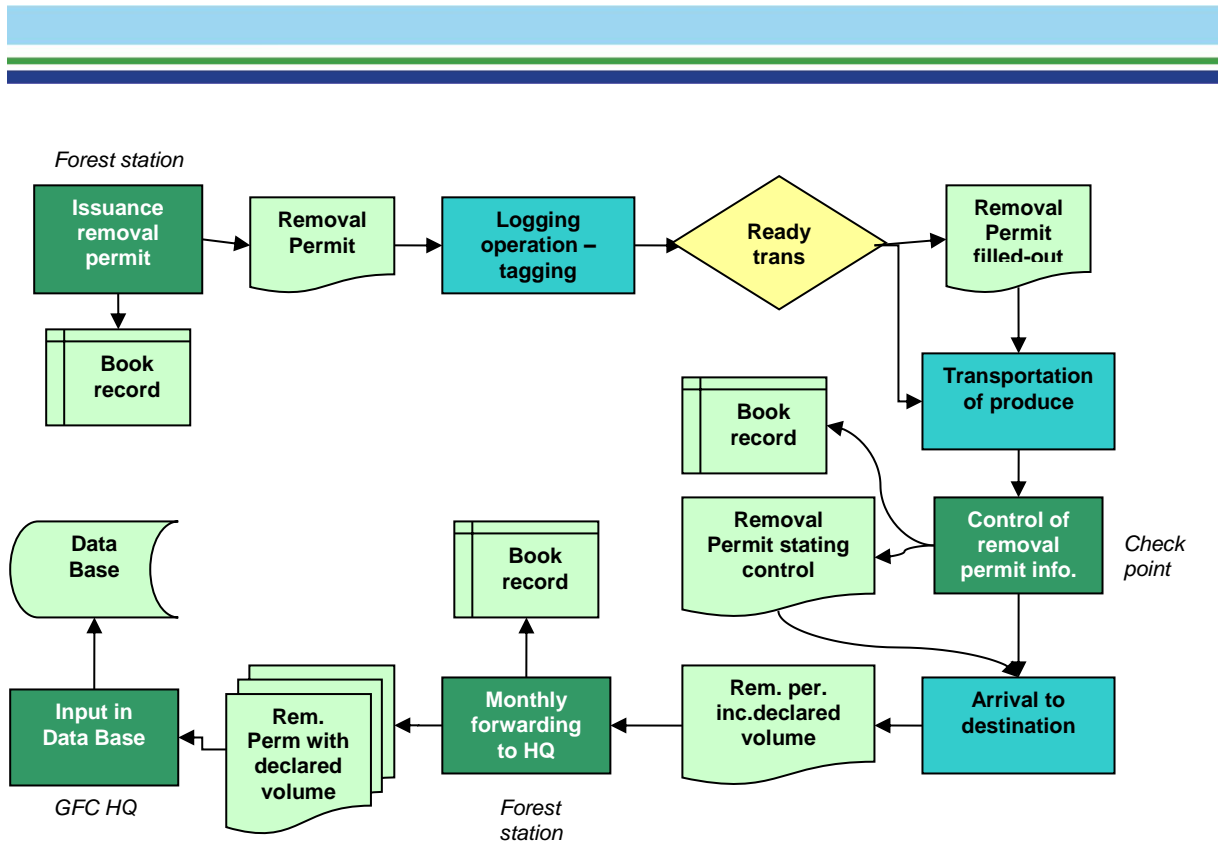 Forest station
Issuance
removal
permit
Removal
Permit
Logging
operation –
tagging
Ready
trans
Removal
Permit
filled-out
Book
record
Transportation
of produce
Book
record
Removal
Permit stating
control
Control of
removal
permit info.
Check
point
Data
Base
Book
record
Input in
Data Base
GFC HQ
Rem.
Perm with
declared
volume
Monthly
forwarding
to HQ
Forest
station
Rem. per.
inc.declared
volume
Arrival to
destination